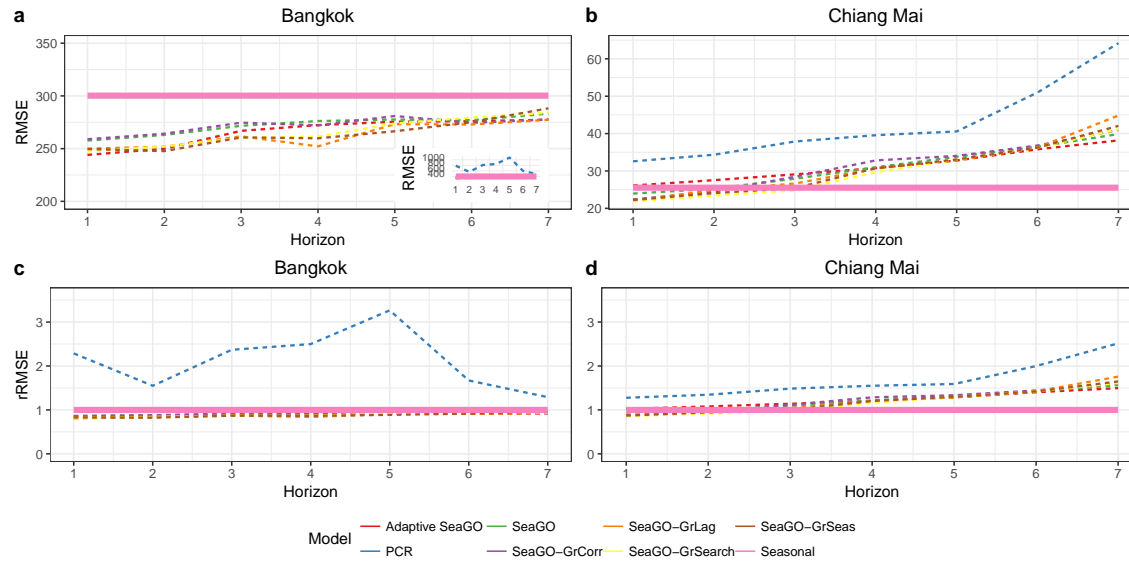 a Bangkok
350
300
250
200
RMSE
RMSE
1000
800
600
400
1 2 3 4 5 6 7
1 2 3 4 5 6 7
Horizon
b Chiang Mai
60
50
40
30
20
RMSE
1 2 3 4 5 6 7
Horizon
c Bangkok
3
2
1
0
rRMSE
1 2 3 4 5 6 7
Horizon
d Chiang Mai
3
2
1
0
rRMSE
1 2 3 4 5 6 7
Horizon
Model
Adaptive SeaGO SeaGO SeaGO−GrLag SeaGO−GrSeas
PCR SeaGO−GrCorr SeaGO−GrSearch Seasonal